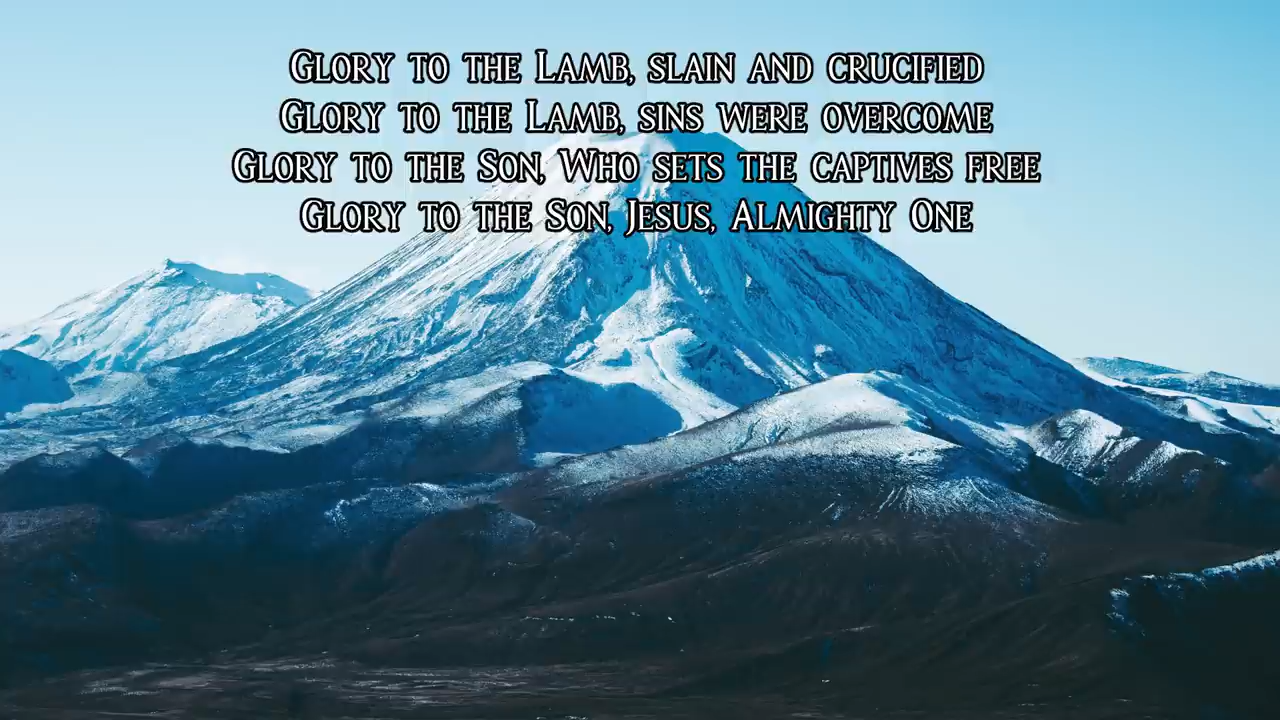 Glory to the Lamb, slain and crucified
Glory to the Lamb, sins were overcome
Glory to the Son, Who sets the captives free
Glory to the Son, Jesus, Almighty One